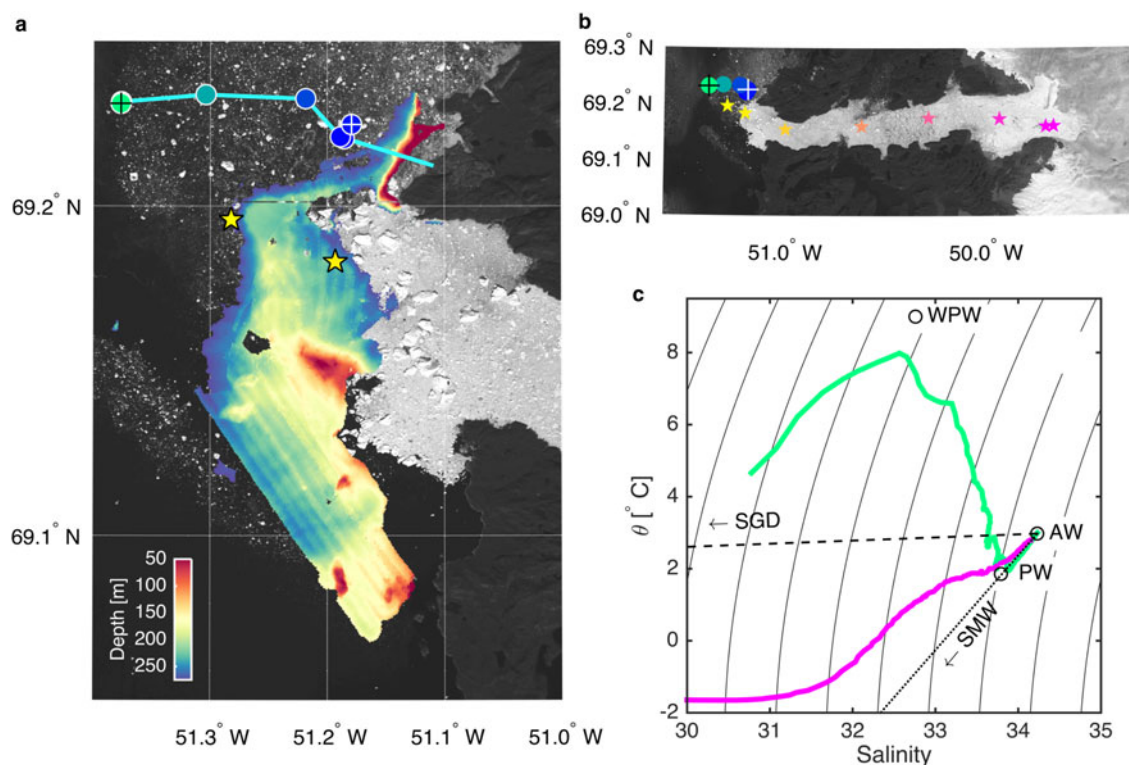 a
69.2° N
69.1° N
Depth [m]
50
100
150
200
250
51.3° W
51.2° W
51.1° W
51.0° W
b
69.3° N
69.2° N
69.1° N
69.0° N
51.0° W
50.0° W
c
θ [° C]
8
6
4
2
0
-2
WPW
← SGD
AW
PW
← SMW
30
31
32
33
34
35
Salinity